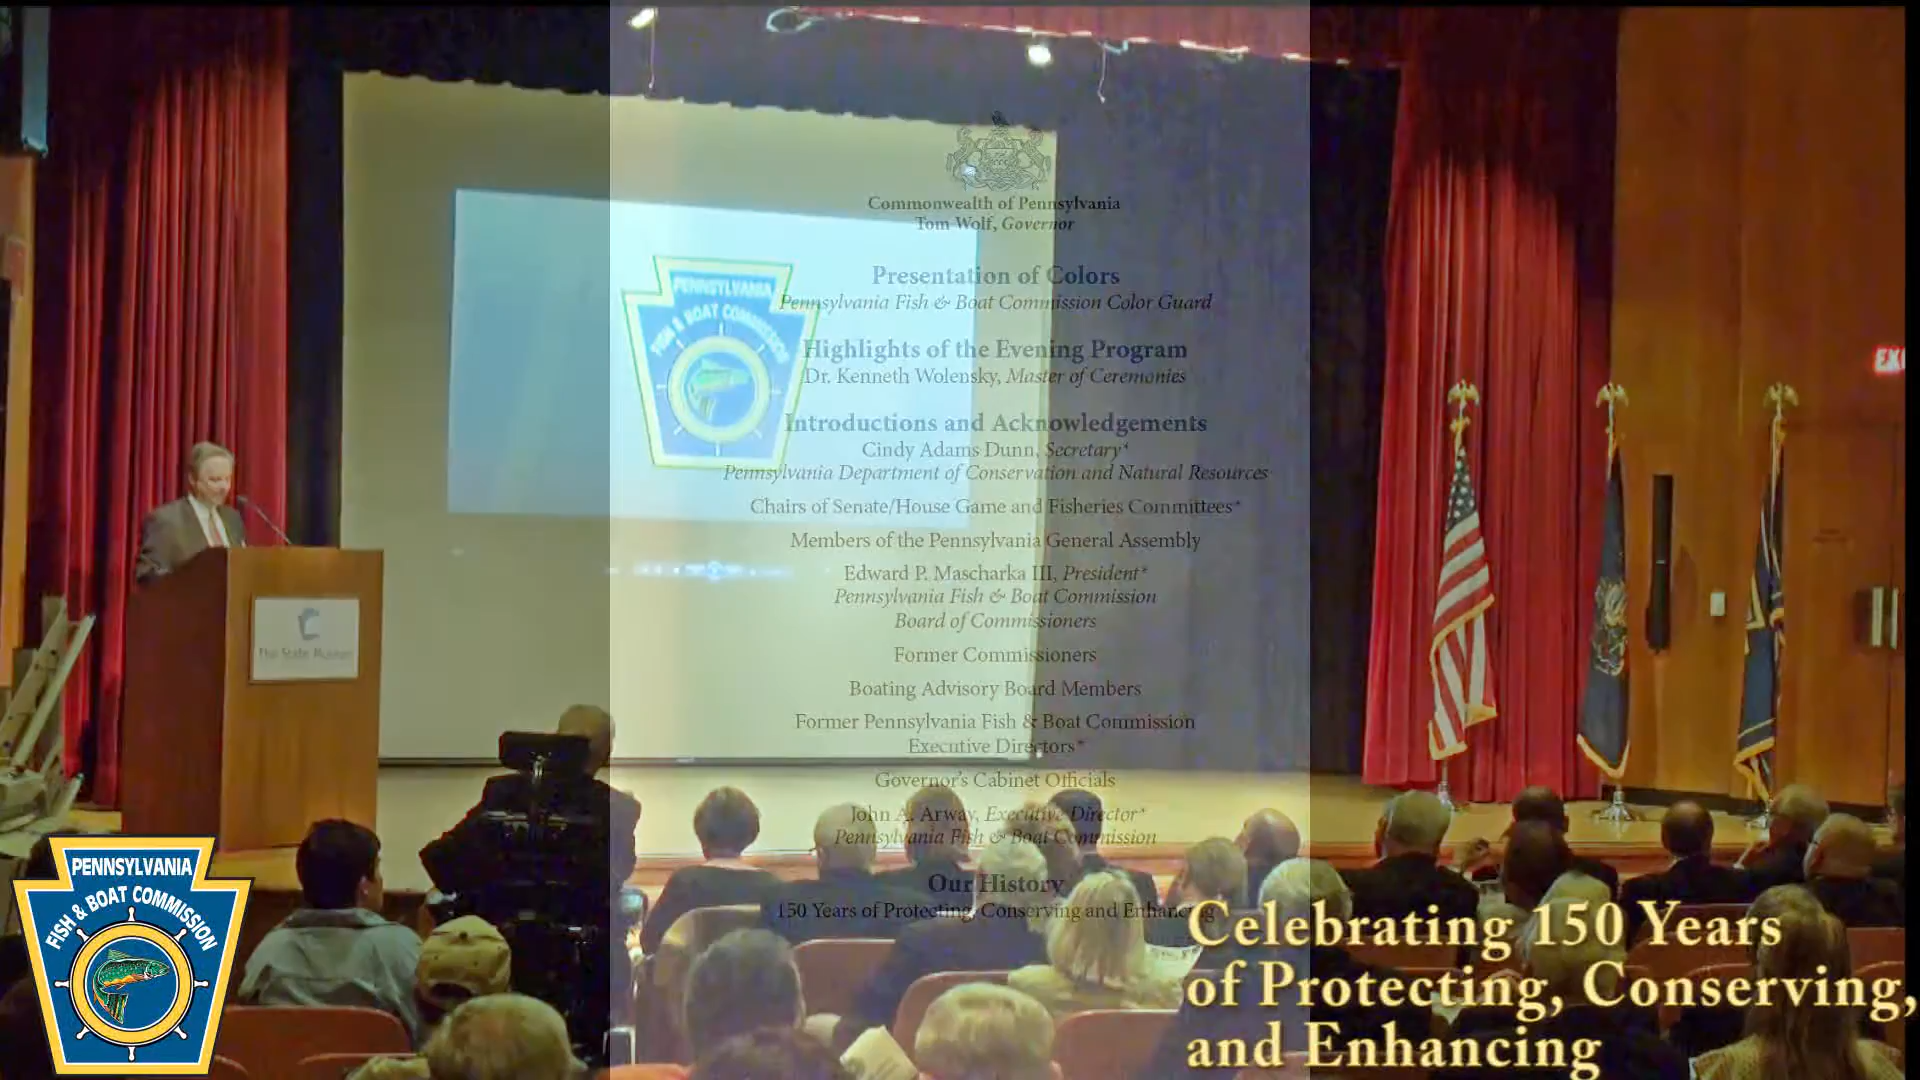 Commonwealth of Pennsylvania
Tom Wolf, Governor
Presentation of Colors
Pennsylvania Fish & Boat Commission Color Guard
Highlights of the Evening Program
Dr. Kenneth Wolensky, Master of Ceremonies
Introductions and Acknowledgements
Cindy Adams Dunn, Secretary*
Pennsylvania Department of Conservation and Natural Resources
Chairs of Senate/House Game and Fisheries Committees*
Members of the Pennsylvania General Assembly
Edward P. Mascharka III, President*
Pennsylvania Fish & Boat Commission
Board of Commissioners
Former Commissioners
Boating Advisory Board Members
Former Pennsylvania Fish & Boat Commission
Executive Directors*
Governor's Cabinet Officials
John A. Arway, Executive Director*
Pennsylvania Fish & Boat Commission
Our History
150 Years of Protecting, Conserving and Enhancing
PENNSYLVANIA
FISH & BOAT COMMISSION
EXI
The State Museum
PENNSYLVANIA
FISH & BOAT COMMISSION
Celebrating 150 Years
of Protecting, Conserving,
and Enhancing